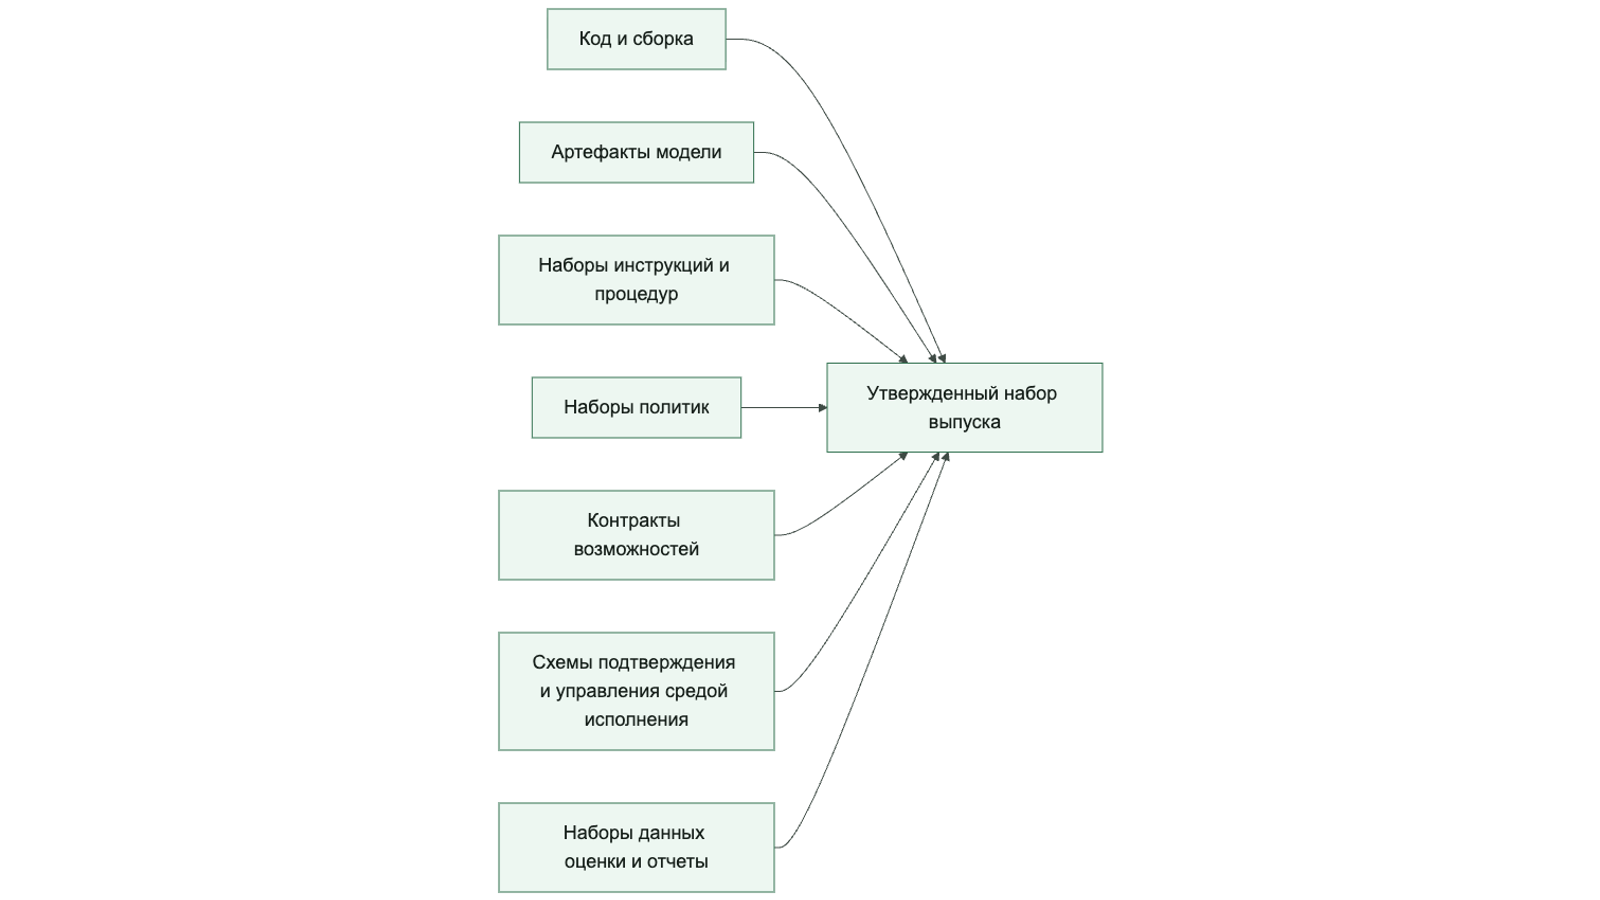 Код и сборка
Артефакты модели
Наборы инструкций и
процедур
Наборы политик
Утвержденный набор
выпуска
Контракты
возможностей
Схемы подтверждения
и управления средой
исполнения
Наборы данных
оценки и отчеты